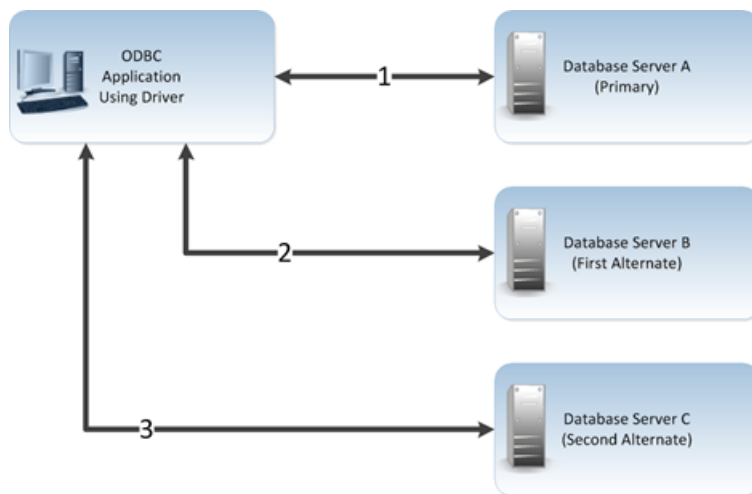 ODBC
Application
Using Driver
1
Database Server A
(Primary)
2
Database Server B
(First Alternate)
3
Database Server C
(Second Alternate)